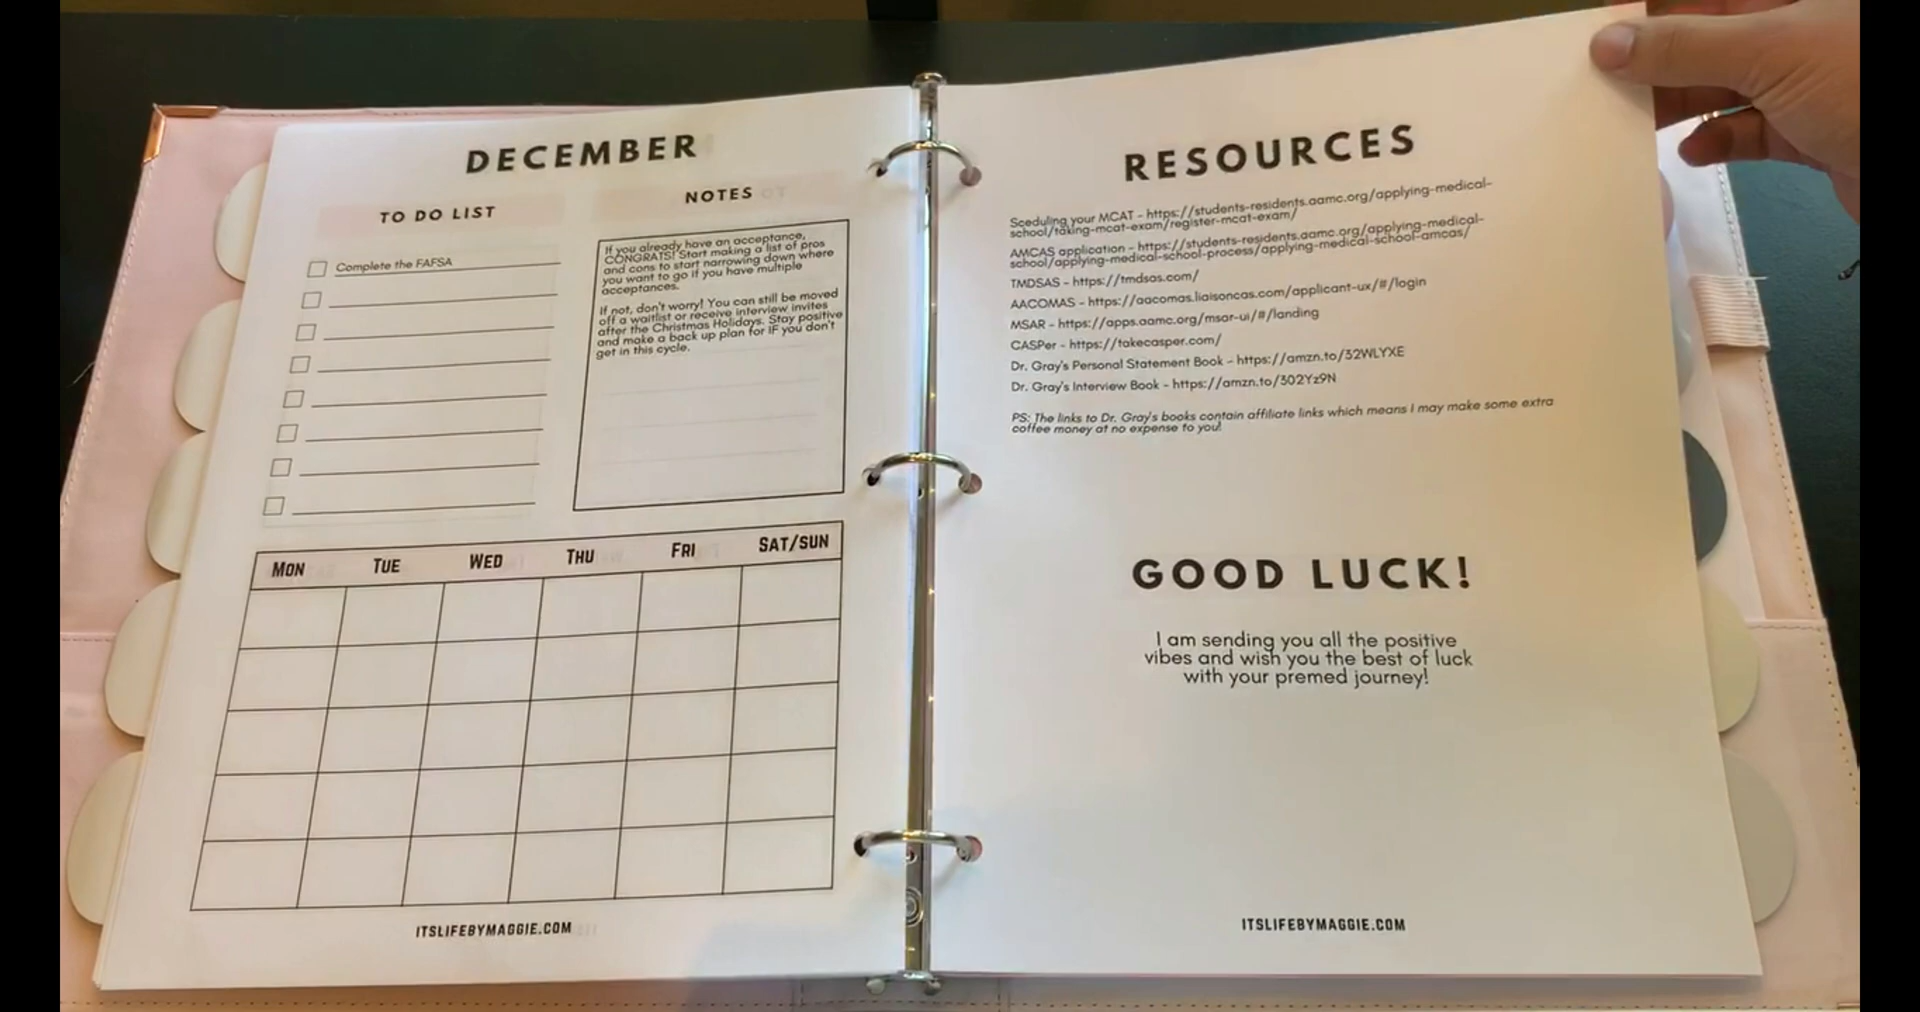 DECEMBER
TO DO LIST
Complete the FAFSA
NOTES
If you already have an acceptance,
CONGRATS! Start making a list of pros
and cons to start narrowing down where
you want to go if you have multiple
acceptances.
If not, don't worry! You can still be moved
off a waitlist or receive interview invites
after the Christmas Holidays. Stay positive
and make a back up plan for IF you don't
get in this cycle.
MON TUE WED THU FRI SAT/SUN
ITSLIFEBYMAGGIE.COM
RESOURCES
Sceduling your MCAT - https://students-residents.aamc.org/applying-medical-
school/taking-mcat-exam/register-mcat-exam/
AMCAS application - https://students-residents.aamc.org/applying-medical-
school/applying-medical-school-process/applying-medical-school-amcas/
TMDSAS - https://tmdsas.com/
AACOMAS - https://aacomas.liaisoncas.com/applicant-ux/#/login
MSAR - https://apps.aamc.org/msar-ui/#/landing
CASPer - https://takecasper.com/
Dr. Gray's Personal Statement Book - https://amzn.to/32WLYXE
Dr. Gray's Interview Book - https://amzn.to/302Yz9N
PS: The links to Dr. Gray's books contain affiliate links which means I may make some extra
coffee money at no expense to you!
GOOD LUCK!
I am sending you all the positive
vibes and wish you the best of luck
with your premed journey!
ITSLIFEBYMAGGIE.COM